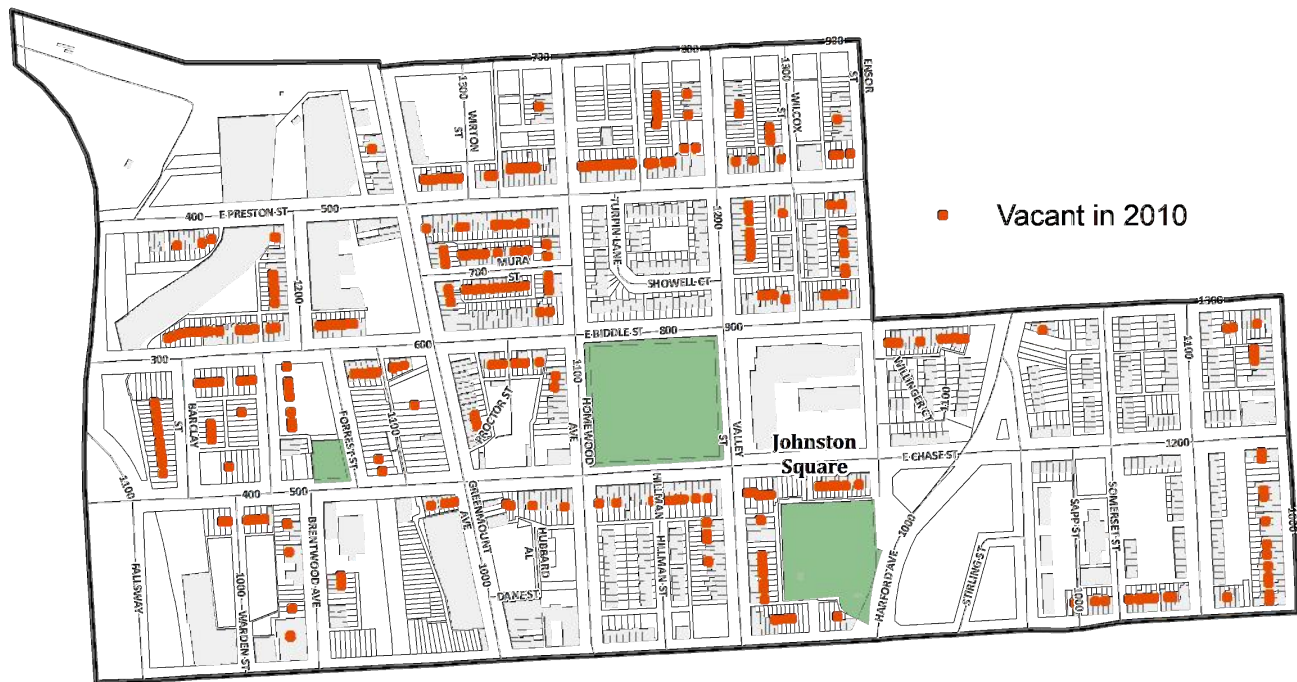 700
800
900
1300
WIRTON
ST
1300
WILCOX
ST
ENSOR
ST
Vacant in 2010
400
E PRESTON ST
500
TURPIN LANE
1200
MURA
ST
700
SHOWELL CT
1200
E BIDDLE ST
800
900
1300
600
300
1100
1100
BARCLAY
ST
FORREST ST
1100
PROCTOR ST
HOMEWOOD
AVE
VALLEY
ST
WILLINGER CT
1100
Johnston
Square
E CHASE ST
1200
1100
400
500
GREENMOUNT
AVE
HILLMAN
HILLMAN ST
1000
HARFORD AVE
SAPP ST
SOMERSET ST
1000
BRENTWOOD AVE
HUBBARD
AL
STIRLING ST
FALLSWAY
1000
WARDEN ST
1000
DANE ST
1000